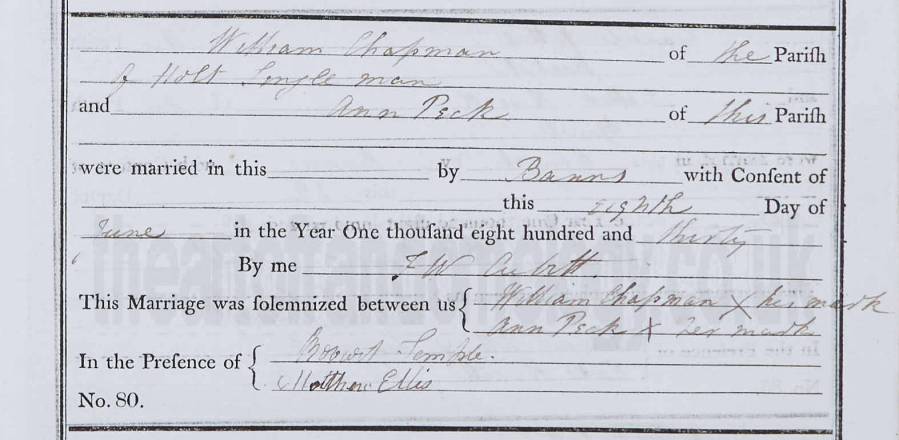 William Chapman of the Pariſh
of Holt Single man
and Ann Peck of this Pariſh
were married in this by Banns with Conſent of
this eighth Day of
June in the Year One thouſand eight hundred and thirty
By me F W Cubitt.
This Marriage was ſolemnized between us { William Chapman X his mark
Ann Peck X her mark
In the Preſence of { Temple.
Matthew Ellis
No. 80.